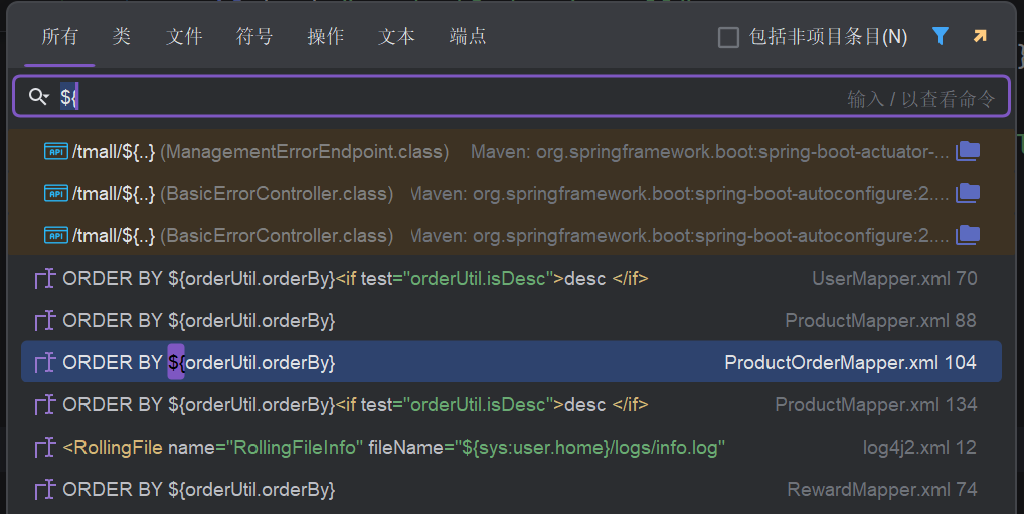 所有 类 文件 符号 操作 文本 端点 包括非项目条目(N)
${ 输入 / 以查看命令
API /tmall/${..} (ManagementErrorEndpoint.class) Maven: org.springframework.boot:spring-boot-actuator-...
API /tmall/${..} (BasicErrorController.class) Maven: org.springframework.boot:spring-boot-autoconfigure:2....
API /tmall/${..} (BasicErrorController.class) Maven: org.springframework.boot:spring-boot-autoconfigure:2....
ORDER BY ${orderUtil.orderBy}<if test="orderUtil.isDesc">desc </if> UserMapper.xml 70
ORDER BY ${orderUtil.orderBy} ProductMapper.xml 88
ORDER BY ${orderUtil.orderBy} ProductOrderMapper.xml 104
ORDER BY ${orderUtil.orderBy}<if test="orderUtil.isDesc">desc </if> ProductMapper.xml 134
<RollingFile name="RollingFileInfo" fileName="${sys:user.home}/logs/info.log" log4j2.xml 12
ORDER BY ${orderUtil.orderBy} RewardMapper.xml 74